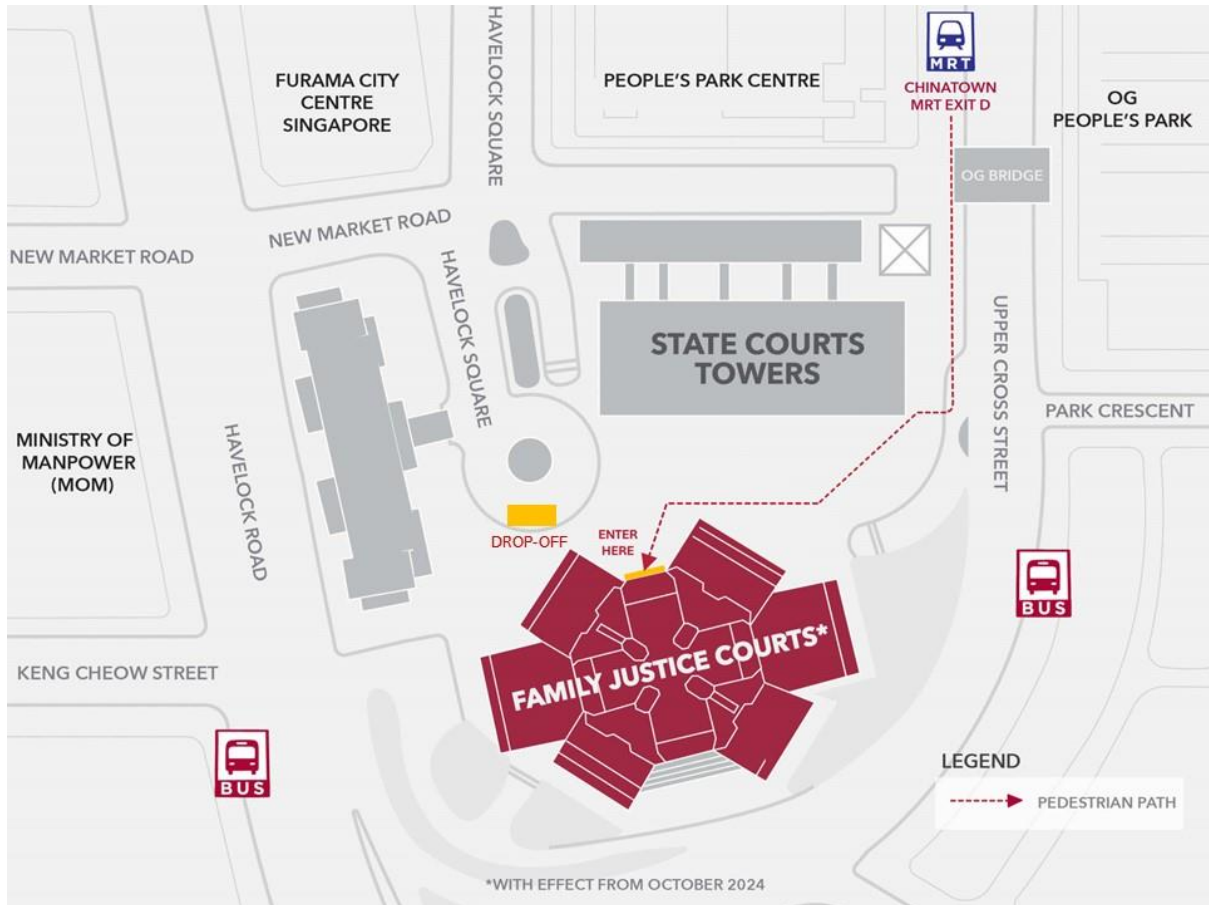 HAVELOCK SQUARE
FURAMA CITY
CENTRE
SINGAPORE
PEOPLE'S PARK CENTRE
MRT
CHINATOWN
MRT EXIT D
OG
PEOPLE'S PARK
OG BRIDGE
NEW MARKET ROAD
NEW MARKET ROAD
HAVELOCK SQUARE
STATE COURTS
TOWERS
UPPER CROSS STREET
PARK CRESCENT
MINISTRY OF
MANPOWER
(MOM)
HAVELOCK ROAD
DROP-OFF
ENTER
HERE
BUS
FAMILY JUSTICE COURTS*
KENG CHEOW STREET
BUS
LEGEND
PEDESTRIAN PATH
*WITH EFFECT FROM OCTOBER 2024